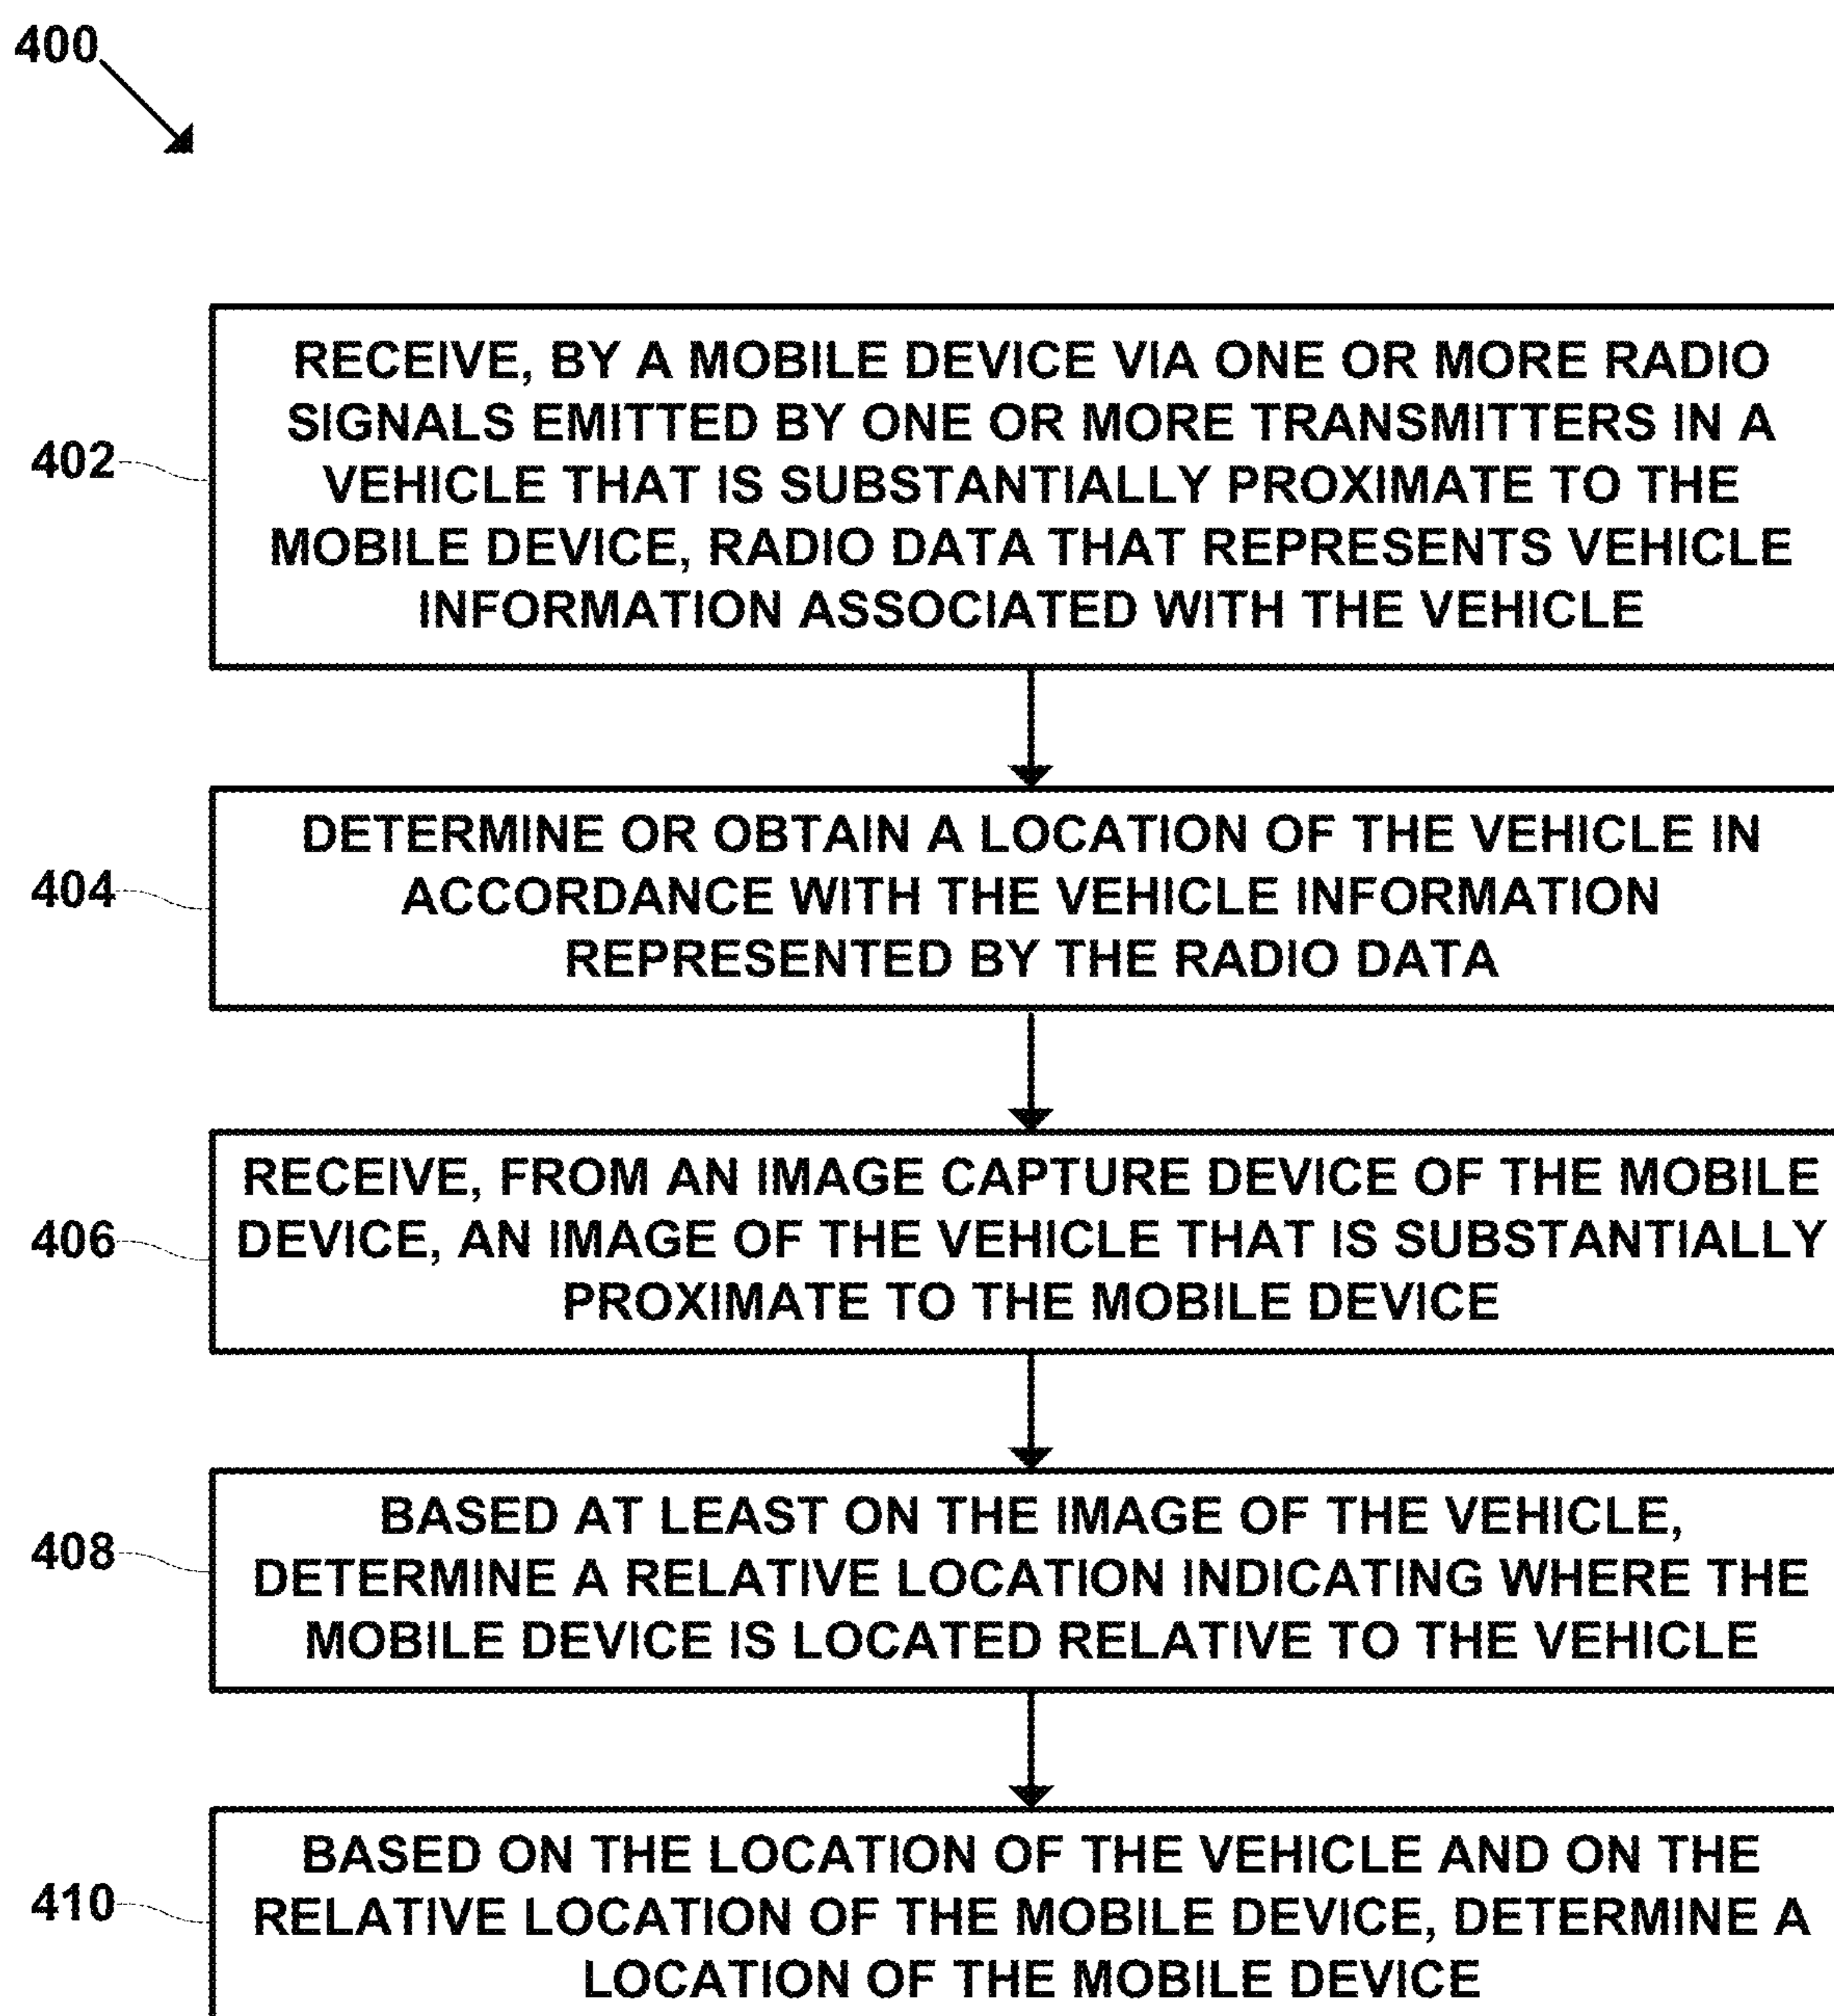 400
RECEIVE, BY A MOBILE DEVICE VIA ONE OR MORE RADIO
SIGNALS EMITTED BY ONE OR MORE TRANSMITTERS IN A
VEHICLE THAT IS SUBSTANTIALLY PROXIMATE TO THE
MOBILE DEVICE, RADIO DATA THAT REPRESENTS VEHICLE
INFORMATION ASSOCIATED WITH THE VEHICLE
402
DETERMINE OR OBTAIN A LOCATION OF THE VEHICLE IN
ACCORDANCE WITH THE VEHICLE INFORMATION
REPRESENTED BY THE RADIO DATA
404
RECEIVE, FROM AN IMAGE CAPTURE DEVICE OF THE MOBILE
DEVICE, AN IMAGE OF THE VEHICLE THAT IS SUBSTANTIALLY
PROXIMATE TO THE MOBILE DEVICE
406
BASED AT LEAST ON THE IMAGE OF THE VEHICLE,
DETERMINE A RELATIVE LOCATION INDICATING WHERE THE
MOBILE DEVICE IS LOCATED RELATIVE TO THE VEHICLE
408
BASED ON THE LOCATION OF THE VEHICLE AND ON THE
RELATIVE LOCATION OF THE MOBILE DEVICE, DETERMINE A
LOCATION OF THE MOBILE DEVICE
410